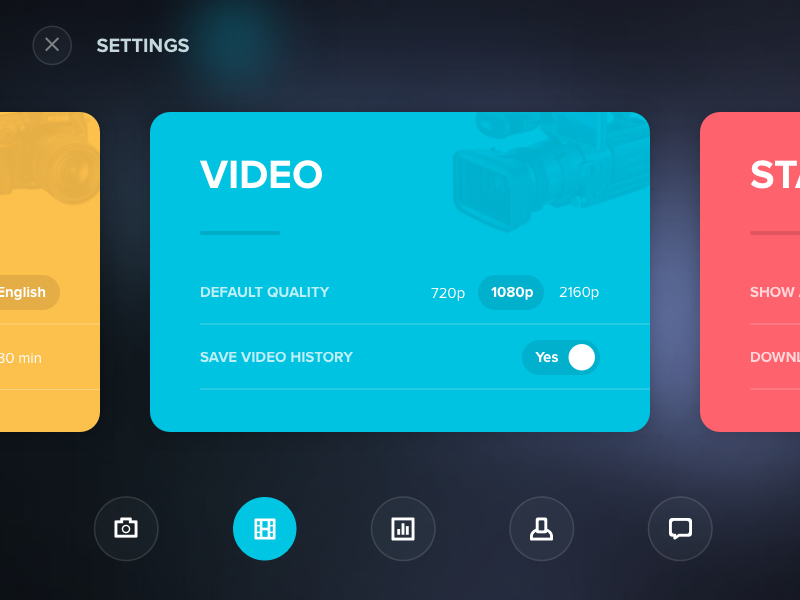 SETTINGS
VIDEO
DEFAULT QUALITY 720p 1080p 2160p
SAVE VIDEO HISTORY Yes
English
30 min
STA
SHOW
DOWNL